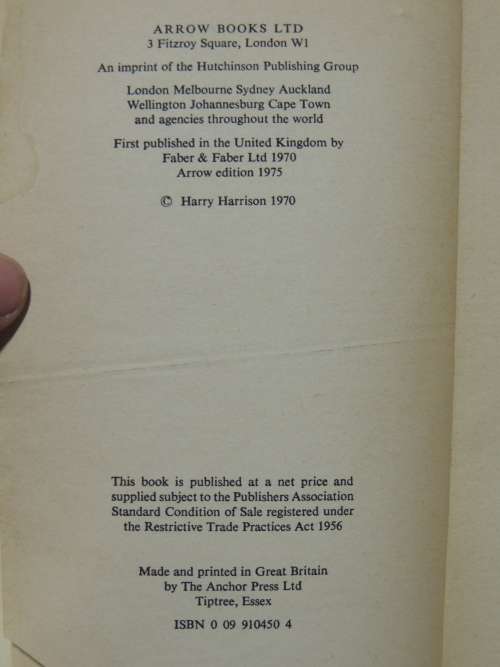 ARROW BOOKS LTD
3 Fitzroy Square, London W1
An imprint of the Hutchinson Publishing Group
London Melbourne Sydney Auckland
Wellington Johannesburg Cape Town
and agencies throughout the world
First published in the United Kingdom by
Faber & Faber Ltd 1970
Arrow edition 1975
© Harry Harrison 1970
This book is published at a net price and
supplied subject to the Publishers Association
Standard Condition of Sale registered under
the Restrictive Trade Practices Act 1956
Made and printed in Great Britain
by The Anchor Press Ltd
Tiptree, Essex
ISBN 0 09 910450 4